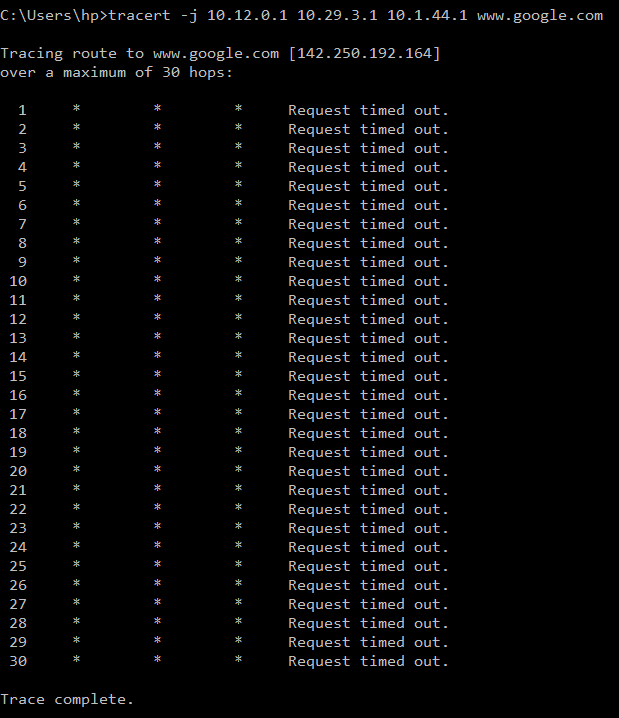 C:\Users\hp>tracert -j 10.12.0.1 10.29.3.1 10.1.44.1 www.google.com
Tracing route to www.google.com [142.250.192.164]
over a maximum of 30 hops:
1 * * * Request timed out.
2 * * * Request timed out.
3 * * * Request timed out.
4 * * * Request timed out.
5 * * * Request timed out.
6 * * * Request timed out.
7 * * * Request timed out.
8 * * * Request timed out.
9 * * * Request timed out.
10 * * * Request timed out.
11 * * * Request timed out.
12 * * * Request timed out.
13 * * * Request timed out.
14 * * * Request timed out.
15 * * * Request timed out.
16 * * * Request timed out.
17 * * * Request timed out.
18 * * * Request timed out.
19 * * * Request timed out.
20 * * * Request timed out.
21 * * * Request timed out.
22 * * * Request timed out.
23 * * * Request timed out.
24 * * * Request timed out.
25 * * * Request timed out.
26 * * * Request timed out.
27 * * * Request timed out.
28 * * * Request timed out.
29 * * * Request timed out.
30 * * * Request timed out.
Trace complete.